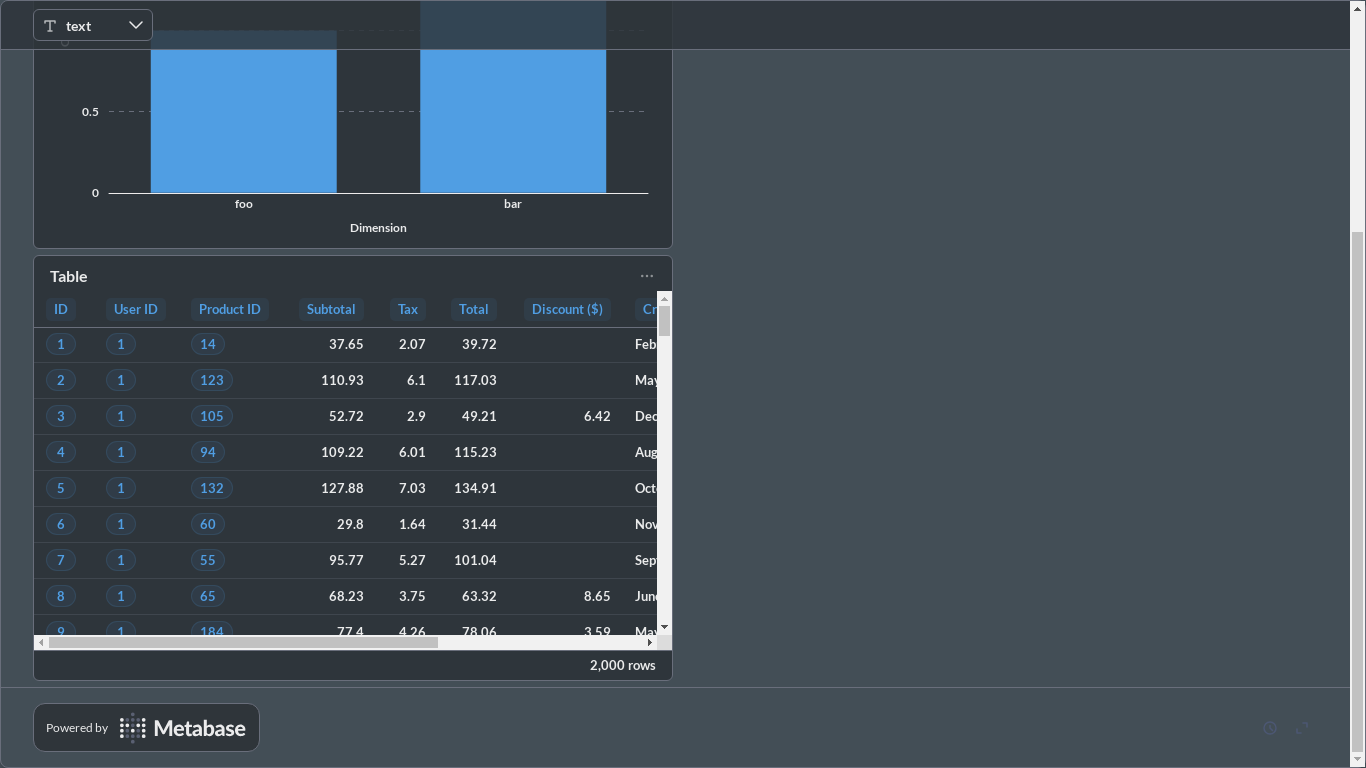 text
0.5
0
foo bar
Dimension
Table
ID User ID Product ID Subtotal Tax Total Discount ($) Cr
1 1 14 37.65 2.07 39.72 Feb
2 1 123 110.93 6.1 117.03 May
3 1 105 52.72 2.9 49.21 6.42 Dec
4 1 94 109.22 6.01 115.23 Aug
5 1 132 127.88 7.03 134.91 Oct
6 1 60 29.8 1.64 31.44 Nov
7 1 55 95.77 5.27 101.04 Sep
8 1 65 68.23 3.75 63.32 8.65 June
9 1 184 77.4 4.26 78.06 3.59 May
2,000 rows
Powered by Metabase